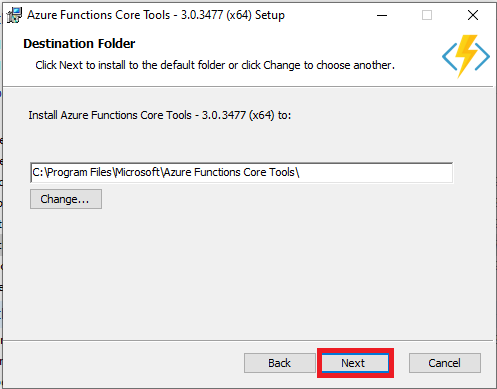 Azure Functions Core Tools - 3.0.3477 (x64) Setup
Destination Folder
Click Next to install to the default folder or click Change to choose another.
Install Azure Functions Core Tools - 3.0.3477 (x64) to:
C:\Program Files\Microsoft\Azure Functions Core Tools\
Change...
Back Next Cancel